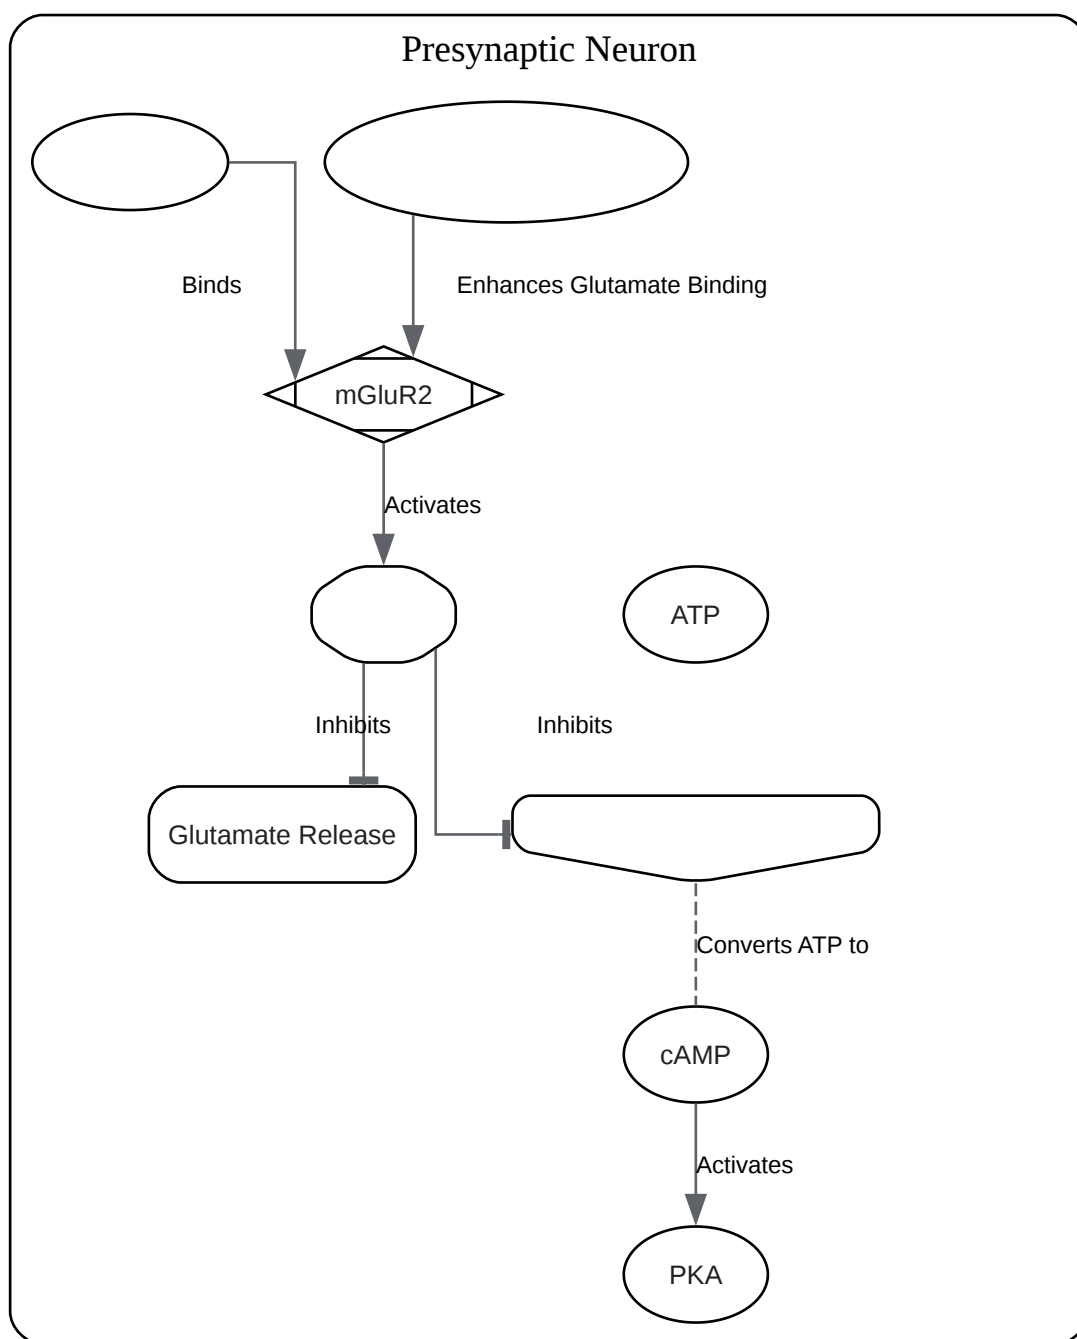 Presynaptic Neuron
Binds
Enhances Glutamate Binding
mGluR2
Activates
ATP
Inhibits
Inhibits
Glutamate Release
Converts ATP to
cAMP
Activates
PKA